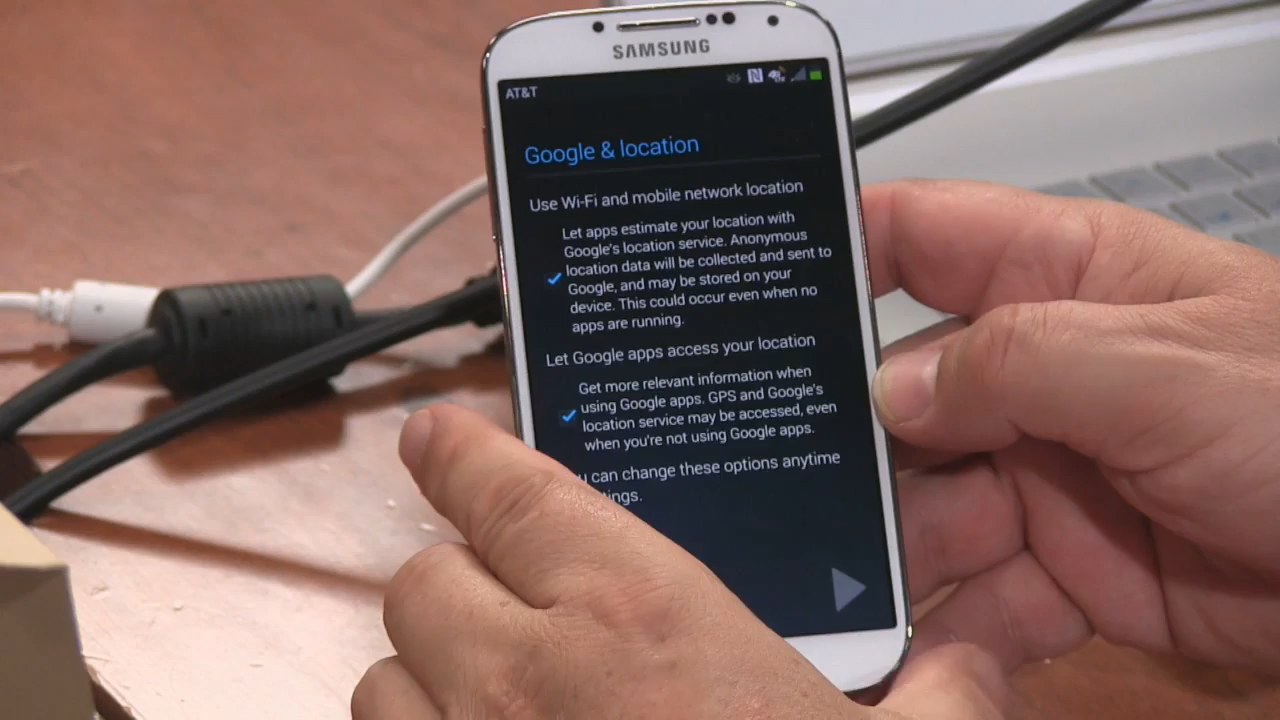 SAMSUNG
AT&T
Google & location
Use Wi-Fi and mobile network location
Let apps estimate your location with
Google's location service. Anonymous
location data will be collected and sent to
Google, and may be stored on your
device. This could occur even when no
apps are running.
Let Google apps access your location
Get more relevant information when
using Google apps. GPS and Google's
location service may be accessed, even
when you're not using Google apps.
can change these options anytime